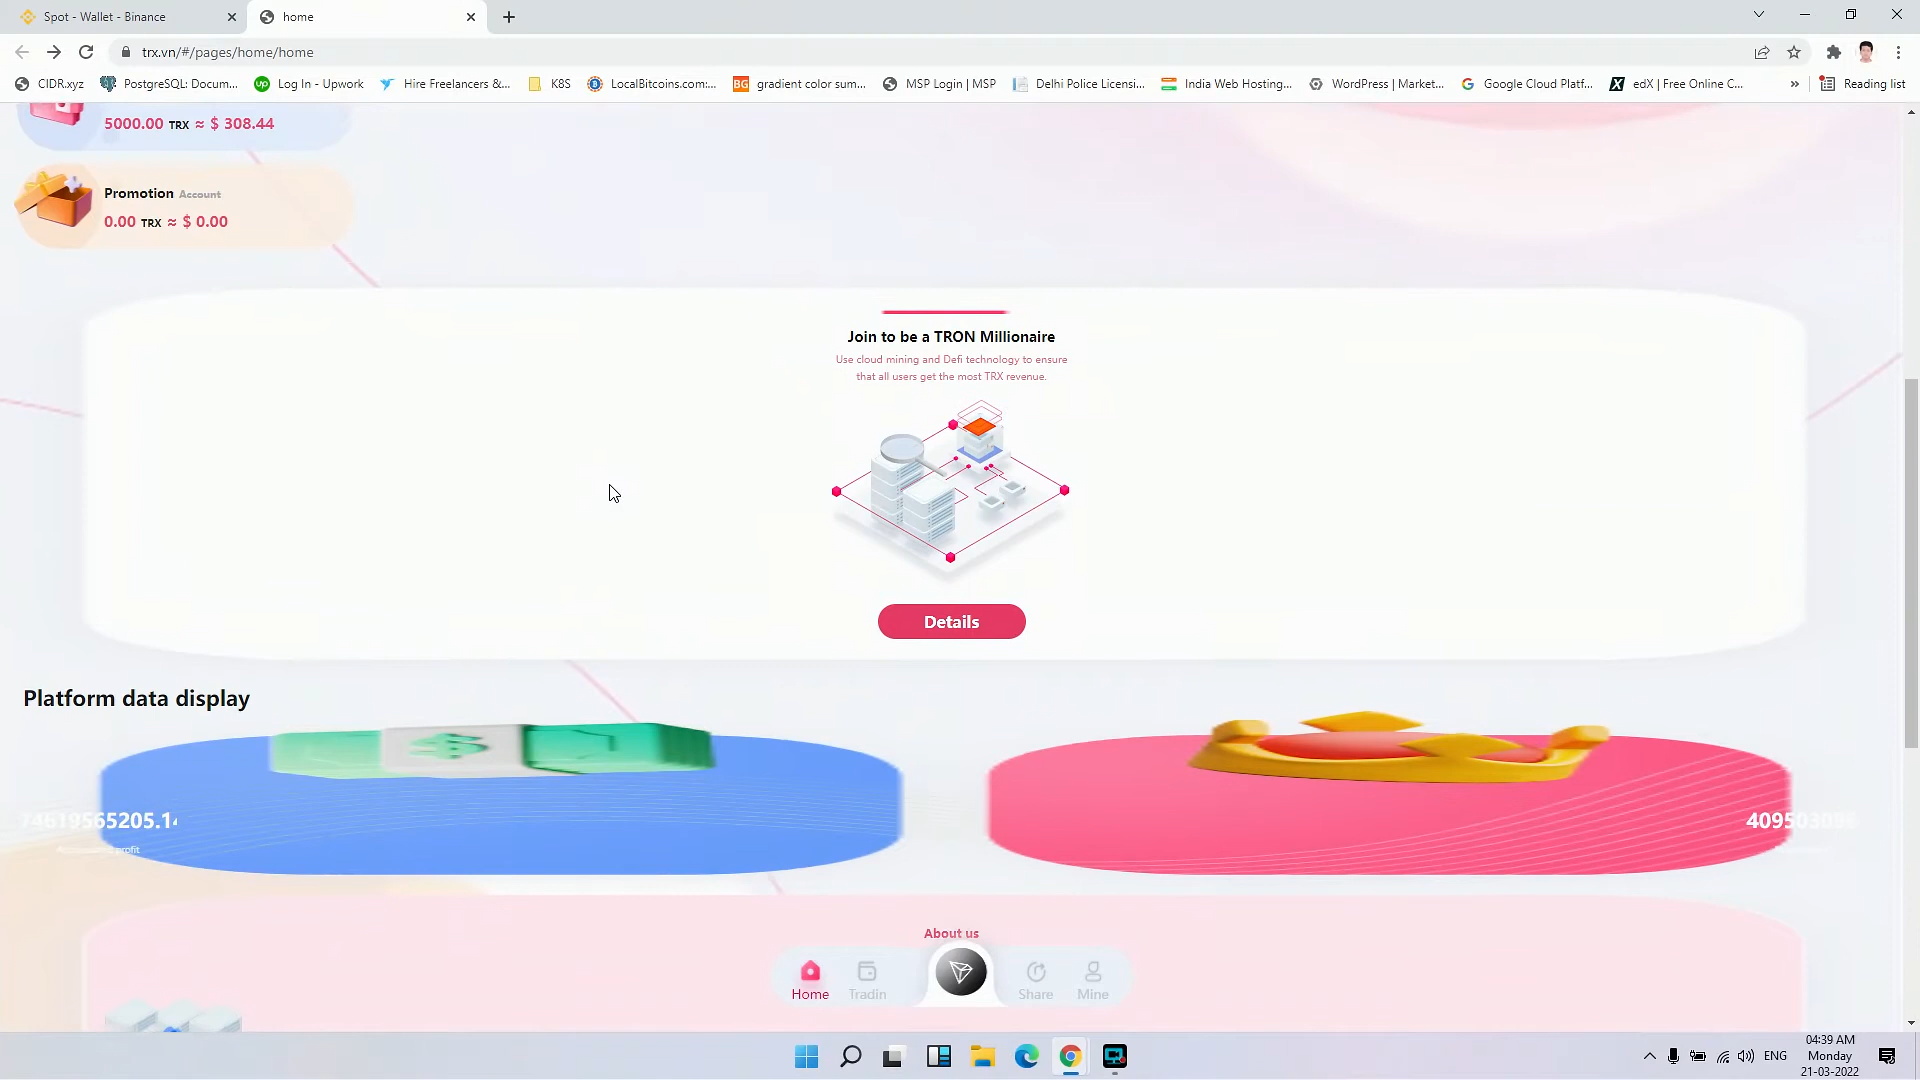 Spot - Wallet - Binance
home
trx.vn/#/pages/home/home
CIDR.xyz
PostgreSQL: Docum...
Log In - Upwork
Hire Freelancers &...
K8S
LocalBitcoins.com:...
gradient color sum...
MSP Login | MSP
Delhi Police Licensi...
India Web Hosting...
WordPress | Market...
Google Cloud Platf...
edX | Free Online C...
Reading list
5000.00 TRX ≈ $ 308.44
Promotion Account
0.00 TRX ≈ $ 0.00
Join to be a TRON Millionaire
Use cloud mining and Defi technology to ensure
that all users get the most TRX revenue.
Details
Platform data display
74619565205.14
profit
About us
Home
Tradin
Share
Mine
ENG
04:39 AM
Monday
21-03-2022